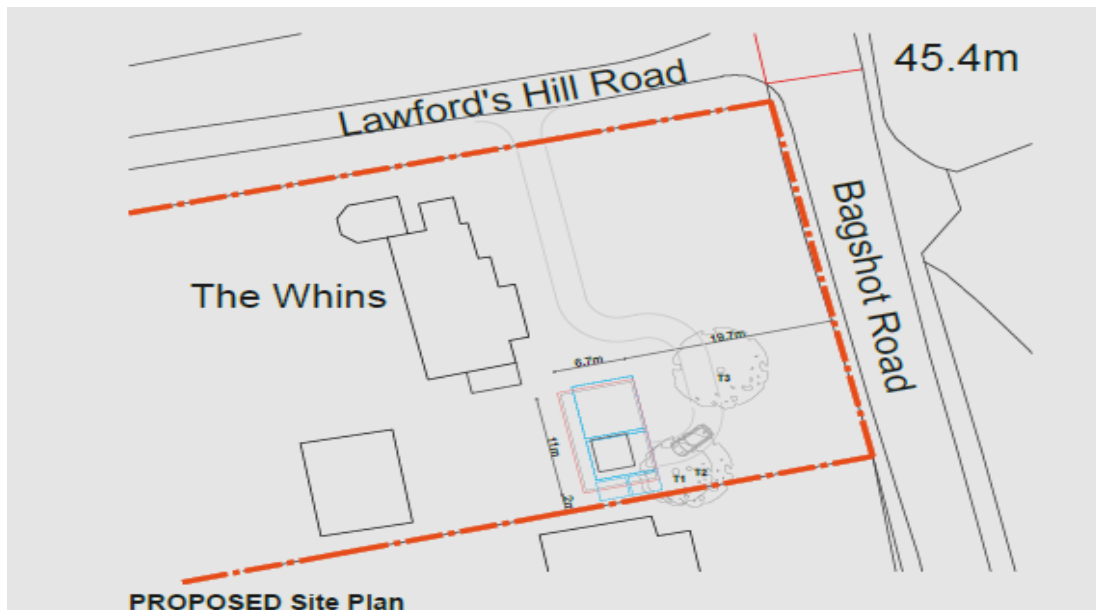 45.4m
Lawford's Hill Road
Bagshot Road
The Whins
19.7m
6.7m
T3
11m
2m
T1
T2
PROPOSED Site Plan